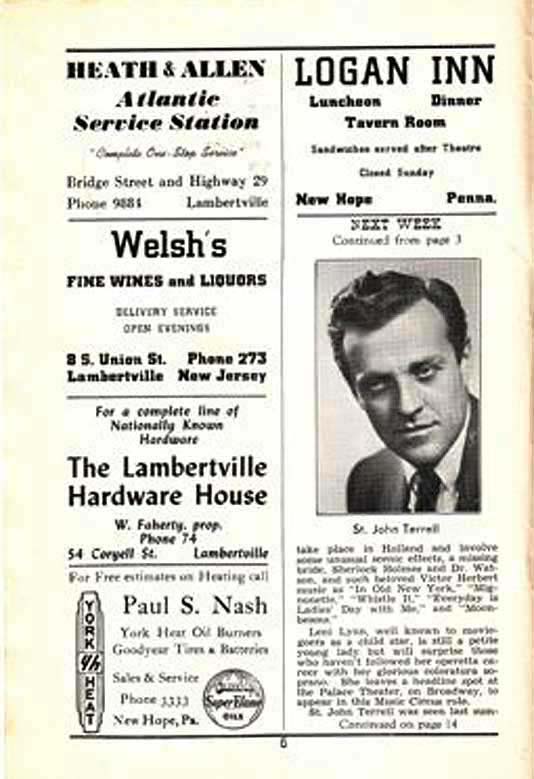 HEATH & ALLEN
Atlantic
Service Station
"Complete One-Stop Service"
Bridge Street and Highway 29
Phone 9884 Lambertville
Welsh's
FINE WINES and LIQUORS
DELIVERY SERVICE
OPEN EVENINGS
8 S. Union St. Phone 273
Lambertville New Jersey
For a complete line of
Nationally Known
Hardware
The Lambertville
Hardware House
W. Faherty, prop.
Phone 74
54 Coryell St. Lambertville
For Free estimates on Heating call
YORK
HEAT
Paul S. Nash
York Heat Oil Burners
Goodyear Tires & Batteries
Sales & Service
Phone 3333
New Hope, Pa.
SuperFlame
OILS
LOGAN INN
Luncheon Dinner
Tavern Room
Sandwiches served after Theatre
Closed Sunday
New Hope Penna.
NEXT WEEK
Continued from page 3
St. John Terrell
take place in Holland and involve
some unusual scenic effects, a missing
bride, Sherlock Holmes and Dr. Wat-
son, and such beloved Victor Herbert
music as "In Old New York," "Mig-
nonette," "Whistle It," "Everyday is
Ladies' Day with Me," and "Moon-
beams."
Leni Lynn, well known to movie-
goers as a child star, is still a petite
young lady but will surprise those
who haven't followed her operetta ca-
reer with her glorious coloratura so-
prano. She leaves a headline spot at
the Palace Theater, on Broadway, to
appear in this Music Circus role.
St. John Terrell was seen last sum-
Continued on page 14
6